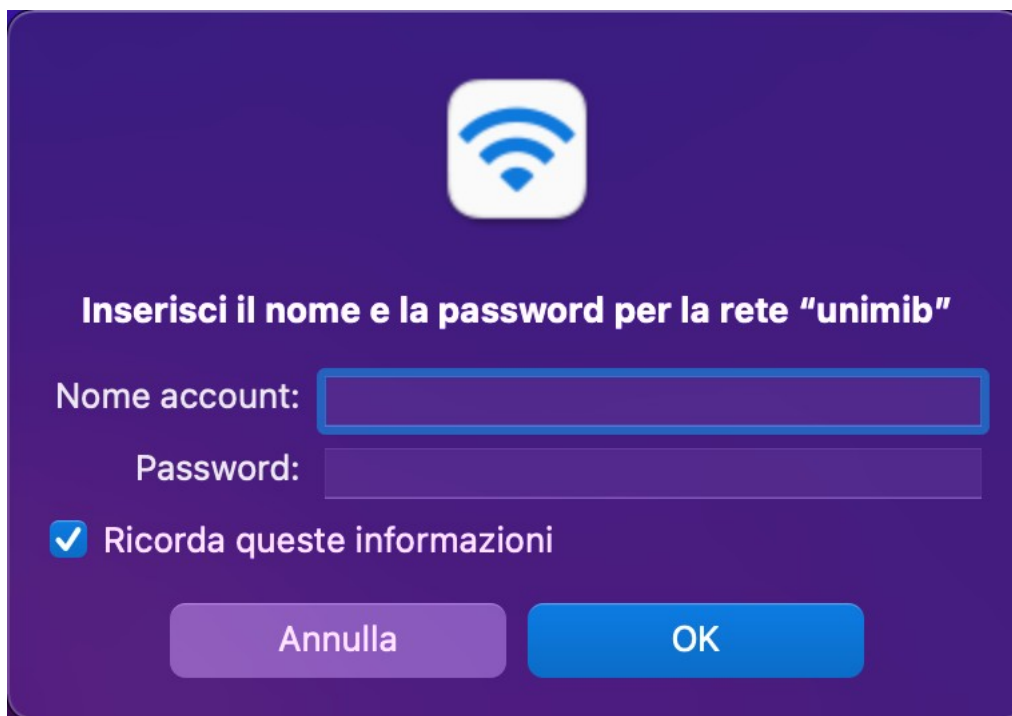 Inserisci il nome e la password per la rete “unimib”
Nome account:
Password:
Ricorda queste informazioni
Annulla
OK